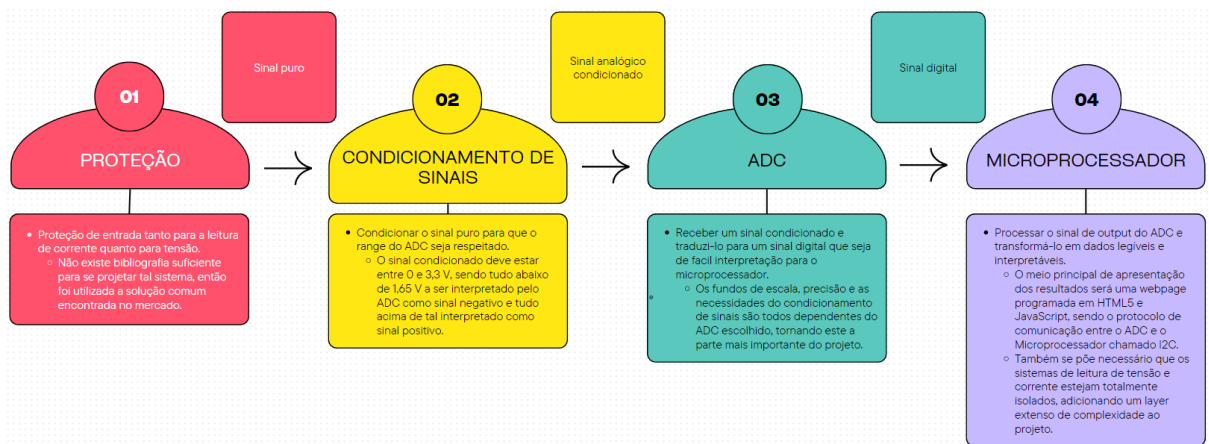 Sinal puro
Sinal analógico
condicionado
Sinal digital
01
PROTEÇÃO
Proteção de entrada tanto para a leitura
de corrente quanto para tensão.
Não existe bibliografia suficiente
para se projetar tal sistema, então
foi utilizada a solução comum
encontrada no mercado.
02
CONDICIONAMENTO DE
SINAIS
Condicionar o sinal puro para que o
range do ADC seja respeitado.
O sinal condicionado deve estar
entre 0 e 3,3 V, sendo tudo abaixo
de 1,65 V a ser interpretado pelo
ADC como sinal negativo e tudo
acima de tal interpretado como
sinal positivo.
03
ADC
Receber um sinal condicionado e
traduzi-lo para um sinal digital que seja
de facil interpretação para o
microprocessador.
Os fundos de escala, precisão e as
necesidades do condicionamento
de sinais são todos dependentes do
ADC escolhido, tornando este a
parte mais importante do projeto.
04
MICROPROCESSADOR
Processar o sinal de output do ADC e
transformá-lo em dados legíveis e
interpretáveis.
O meio principal de apresentação
dos resultados será uma webpage
programada em HTML5 e
JavaScript, sendo o protocolo de
comunicação entre o ADC e o
Microprocessador chamado I2C.
Também se põe necessário que os
sistemas de leitura de tensão e
corrente estejam totalmente
isolados, adicionando um layer
extenso de complexidade ao
projeto.